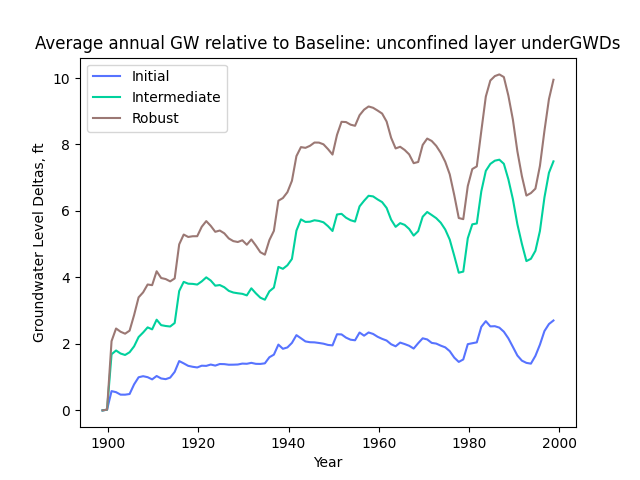 Average annual GW relative to Baseline: unconfined layer underGWDs
Initial
Intermediate
Robust
Groundwater Level Deltas, ft
10
8
6
4
2
0
1900 1920 1940 1960 1980 2000
Year